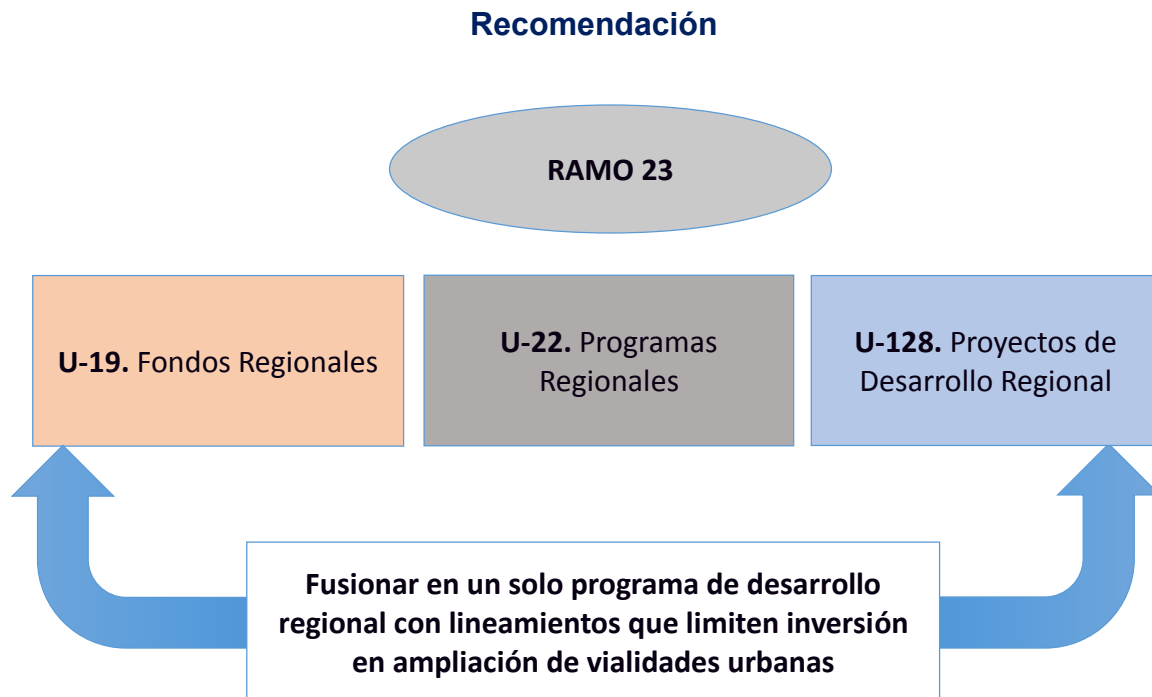 Recomendación
RAMO 23
U-19. Fondos Regionales
U-22. Programas
Regionales
U-128. Proyectos de
Desarrollo Regional
Fusionar en un solo programa de desarrollo
regional con lineamientos que limiten inversión
en ampliación de vialidades urbanas